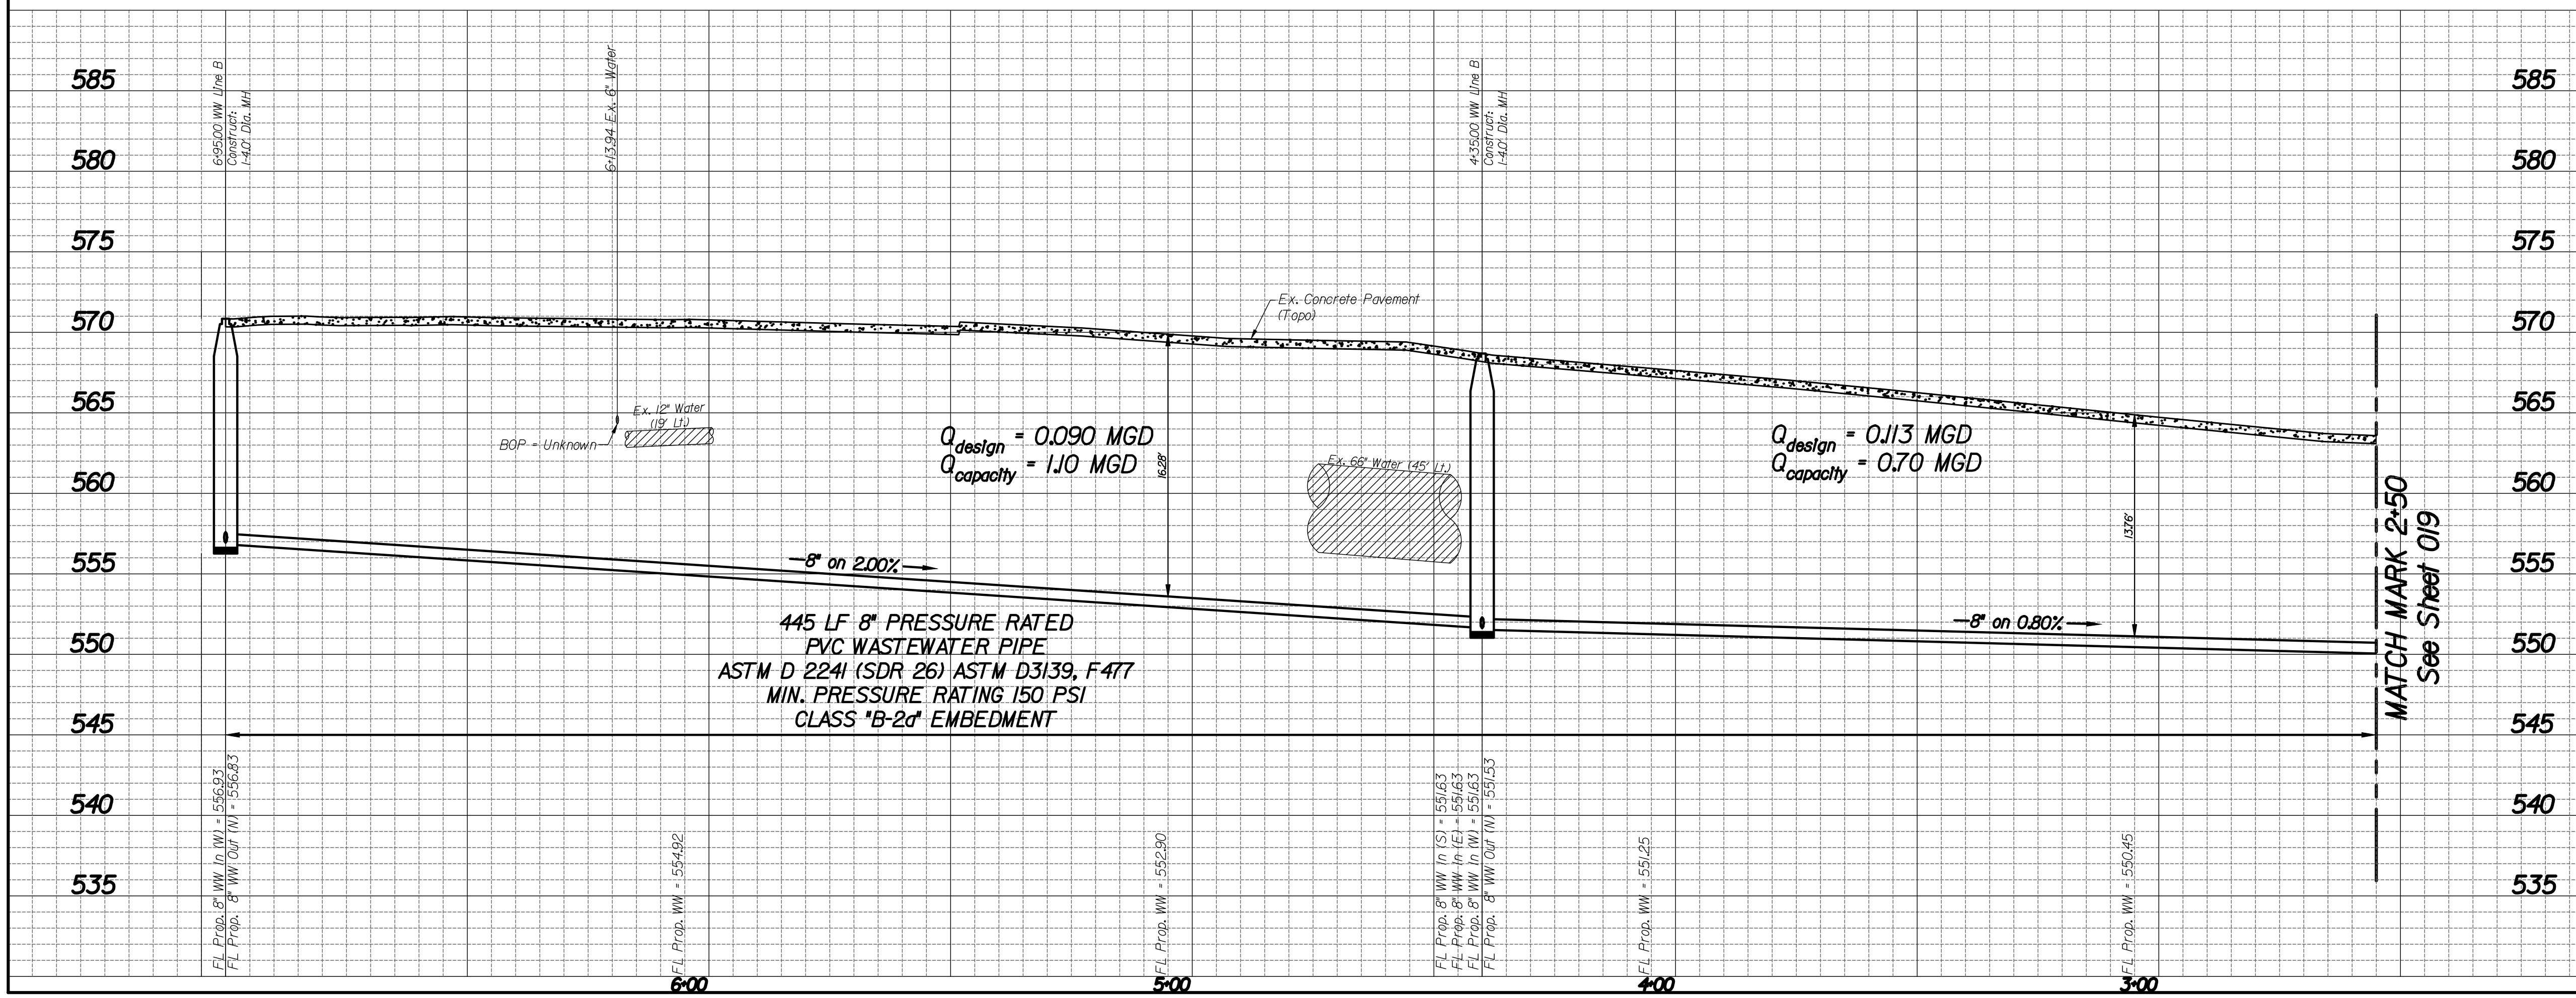 585
580
575
570
565
560
555
550
545
540
535
6+95.00 WW Line B
Construct:
1-4.0' Dia. MH
6+13.94 Ex. 6" Water
4+35.00 WW Line B
Construct:
1-4.0' Dia. MH
585
580
575
570
565
560
555
550
545
540
535
Ex. Concrete Pavement
(Topo)
Ex. 12" Water
(19' Lt.)
BOP = Unknown
Qdesign = 0.090 MGD
Qcapacity = 1.10 MGD
16.28'
Ex. 66" Water (45' Lt.)
Qdesign = 0.113 MGD
Qcapacity = 0.70 MGD
13.76'
MATCH MARK 2+50
See Sheet 019
8" on 2.00%
8" on 0.80%
445 LF 8" PRESSURE RATED
PVC WASTEWATER PIPE
ASTM D 2241 (SDR 26) ASTM D3139, F477
MIN. PRESSURE RATING 150 PSI
CLASS "B-2a" EMBEDMENT
FL Prop. 8" WW In (W) = 556.93
FL Prop. 8" WW Out (N) = 556.83
FL Prop. WW = 554.92
FL Prop. WW = 552.90
FL Prop. 8" WW In (S) = 551.63
FL Prop. 8" WW In (E) = 551.63
FL Prop. 8" WW In (W) = 551.63
FL Prop. 8" WW Out (N) = 551.53
FL Prop. WW = 551.25
FL Prop. WW = 550.45
6+00
5+00
4+00
3+00